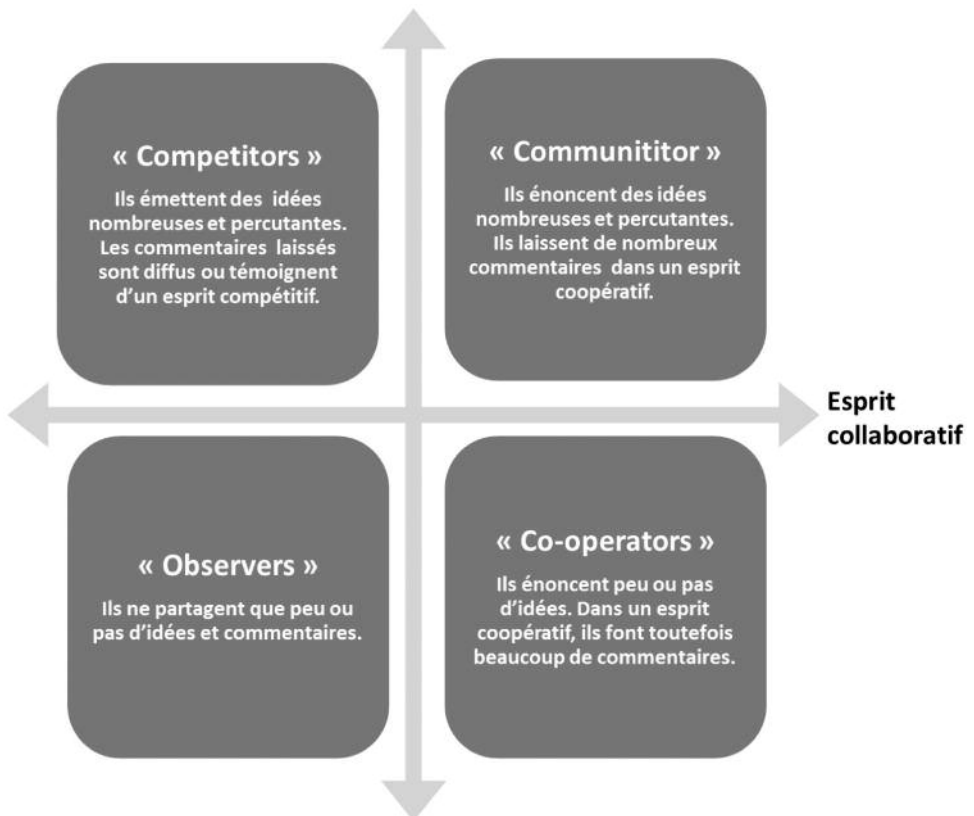 « Competitors »
Ils émettent des idées
nombreuses et percutantes.
Les commentaires laissés
sont diffus ou témoignent
d'un esprit compétitif.
« Communititor »
Ils énoncent des idées
nombreuses et percutantes.
Ils laissent de nombreux
commentaires dans un esprit
coopératif.
Esprit
collaboratif
« Observers »
Ils ne partagent que peu ou
pas d'idées et commentaires.
« Co-operators »
Ils énoncent peu ou pas
d'idées. Dans un esprit
coopératif, ils font toutefois
beaucoup de commentaires.